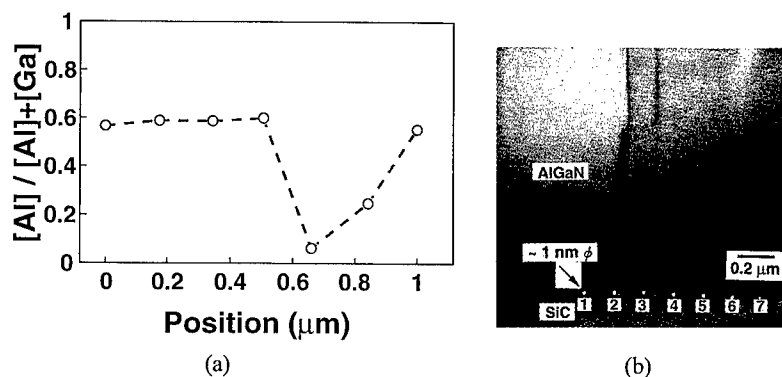 [Al] / [Al]+[Ga]
1
0.8
0.6
0.4
0.2
0
0 0.2 0.4 0.6 0.8 1
Position (μm)
(a)
AlGaN
~ 1 nm ϕ
0.2 μm
SiC
1 2 3 4 5 6 7
(b)